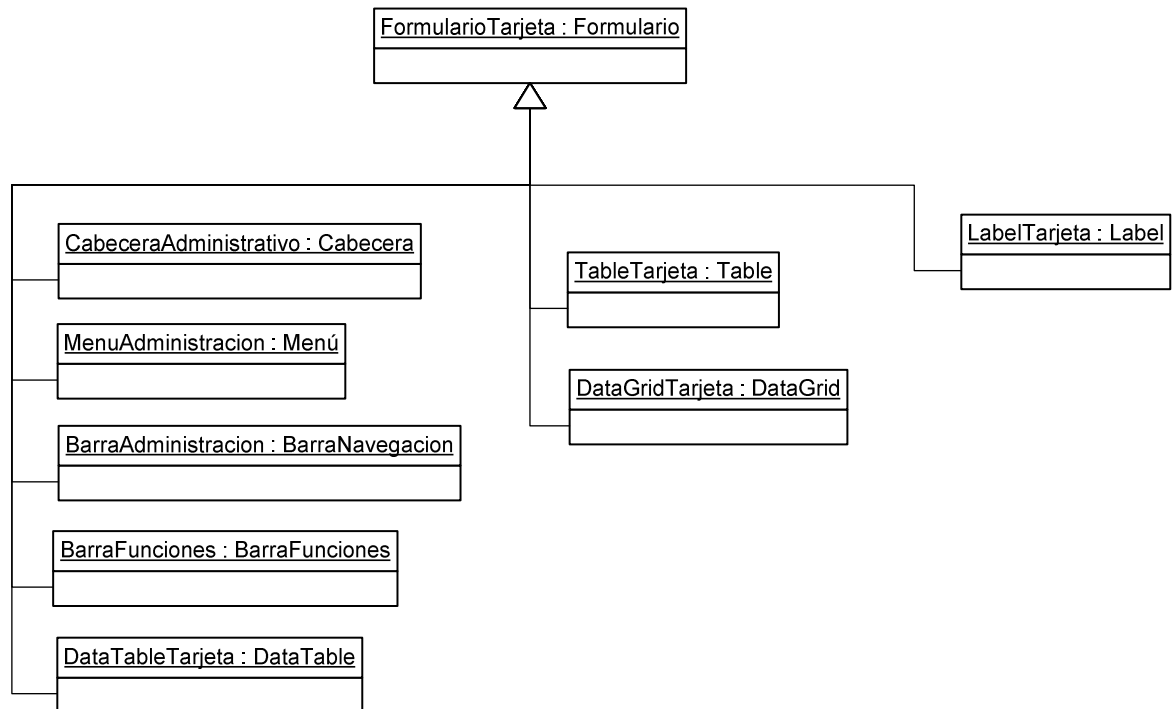 FormularioTarjeta : Formulario
CabeceraAdministrativo : Cabecera
MenuAdministracion : Menú
BarraAdministracion : BarraNavegacion
BarraFunciones : BarraFunciones
DataTableTarjeta : DataTable
TableTarjeta : Table
DataGridTarjeta : DataGrid
LabelTarjeta : Label